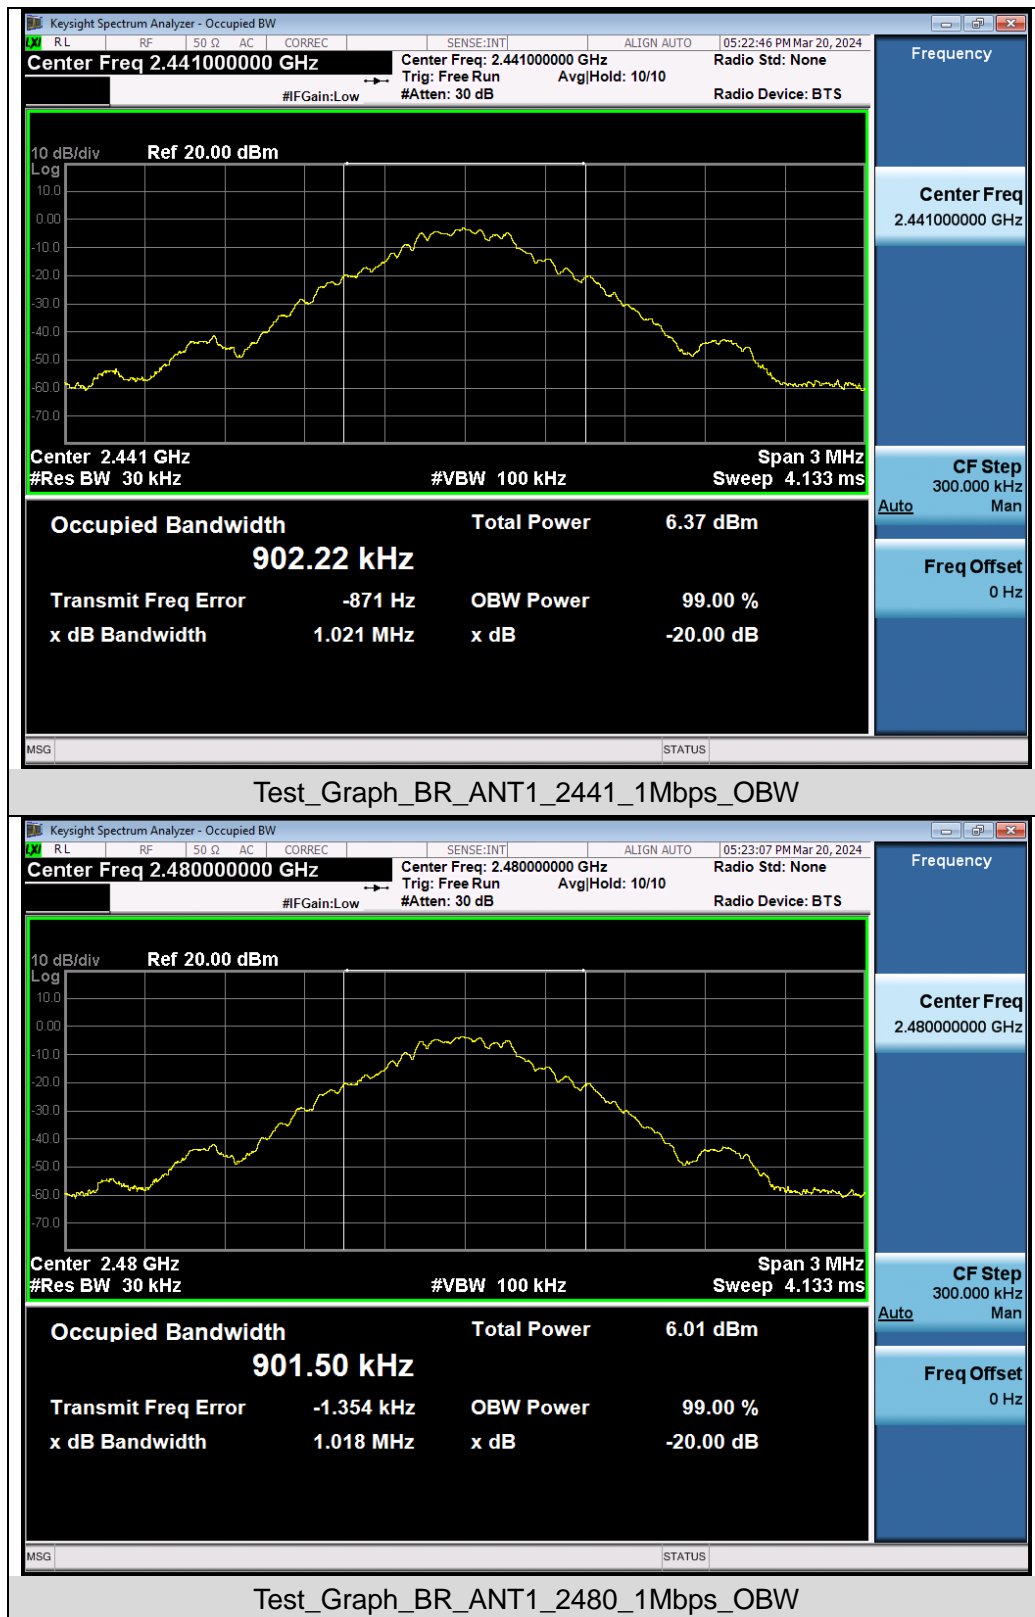 Keysight Spectrum Analyzer - Occupied BW
LXI RL RF 50 Ω AC CORREC SENSE:INT ALIGN AUTO 05:22:46 PM Mar 20, 2024
Center Freq 2.441000000 GHz Center Freq: 2.441000000 GHz Radio Std: None
Trig: Free Run Avg|Hold: 10/10
#IFGain:Low #Atten: 30 dB Radio Device: BTS
Frequency
10 dB/div Ref 20.00 dBm
Log
10.0
0.00
-10.0
-20.0
-30.0
-40.0
-50.0
-60.0
-70.0
Center 2.441 GHz Span 3 MHz
#Res BW 30 kHz #VBW 100 kHz Sweep 4.133 ms
Center Freq
2.441000000 GHz
CF Step
300.000 kHz
Auto Man
Freq Offset
0 Hz
Occupied Bandwidth Total Power 6.37 dBm
902.22 kHz
Transmit Freq Error -871 Hz OBW Power 99.00 %
x dB Bandwidth 1.021 MHz x dB -20.00 dB
MSG STATUS
Test_Graph_BR_ANT1_2441_1Mbps_OBW
Keysight Spectrum Analyzer - Occupied BW
LXI RL RF 50 Ω AC CORREC SENSE:INT ALIGN AUTO 05:23:07 PM Mar 20, 2024
Center Freq 2.480000000 GHz Center Freq: 2.480000000 GHz Radio Std: None
Trig: Free Run Avg|Hold: 10/10
#IFGain:Low #Atten: 30 dB Radio Device: BTS
Frequency
10 dB/div Ref 20.00 dBm
Log
10.0
0.00
-10.0
-20.0
-30.0
-40.0
-50.0
-60.0
-70.0
Center 2.48 GHz Span 3 MHz
#Res BW 30 kHz #VBW 100 kHz Sweep 4.133 ms
Center Freq
2.480000000 GHz
CF Step
300.000 kHz
Auto Man
Freq Offset
0 Hz
Occupied Bandwidth Total Power 6.01 dBm
901.50 kHz
Transmit Freq Error -1.354 kHz OBW Power 99.00 %
x dB Bandwidth 1.018 MHz x dB -20.00 dB
MSG STATUS
Test_Graph_BR_ANT1_2480_1Mbps_OBW